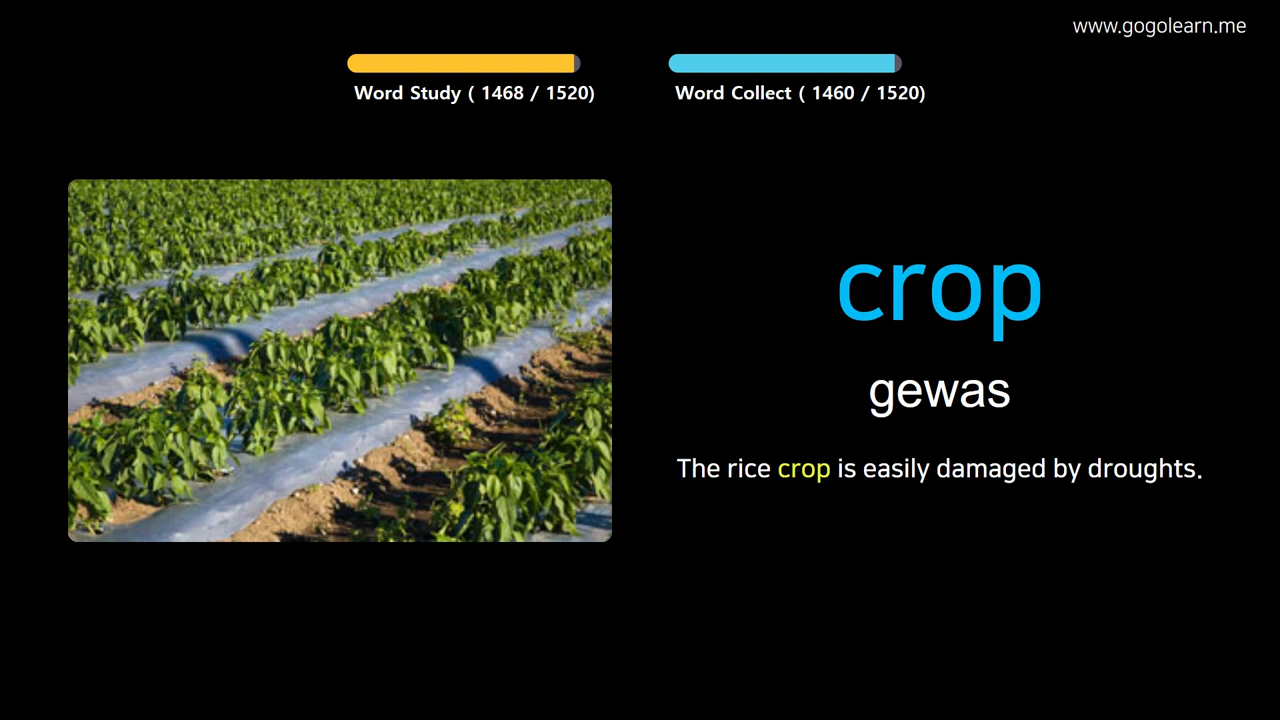 www.gogolearn.me
Word Study ( 1468 / 1520)
Word Collect ( 1460 / 1520)
crop
gewas
The rice crop is easily damaged by droughts.